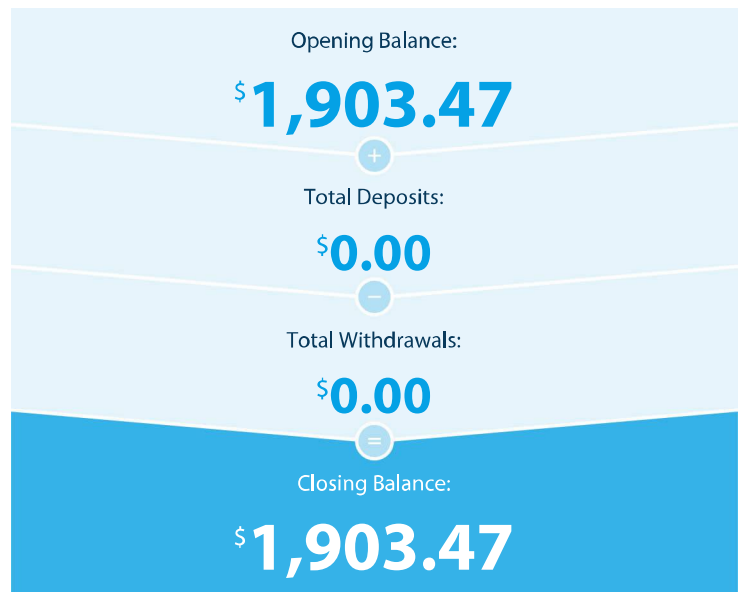 Opening Balance:
$1,903.47
+
Total Deposits:
$0.00
−
Total Withdrawals:
$0.00
=
Closing Balance:
$1,903.47